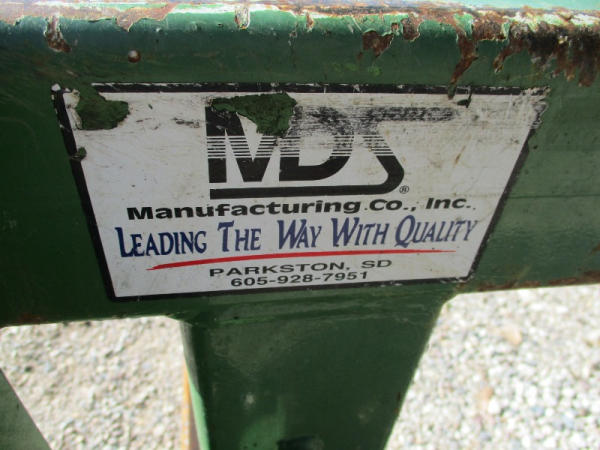 MDS®
Manufacturing Co., Inc.
LEADING THE WAY WITH QUALITY
PARKSTON, SD
605-928-7951